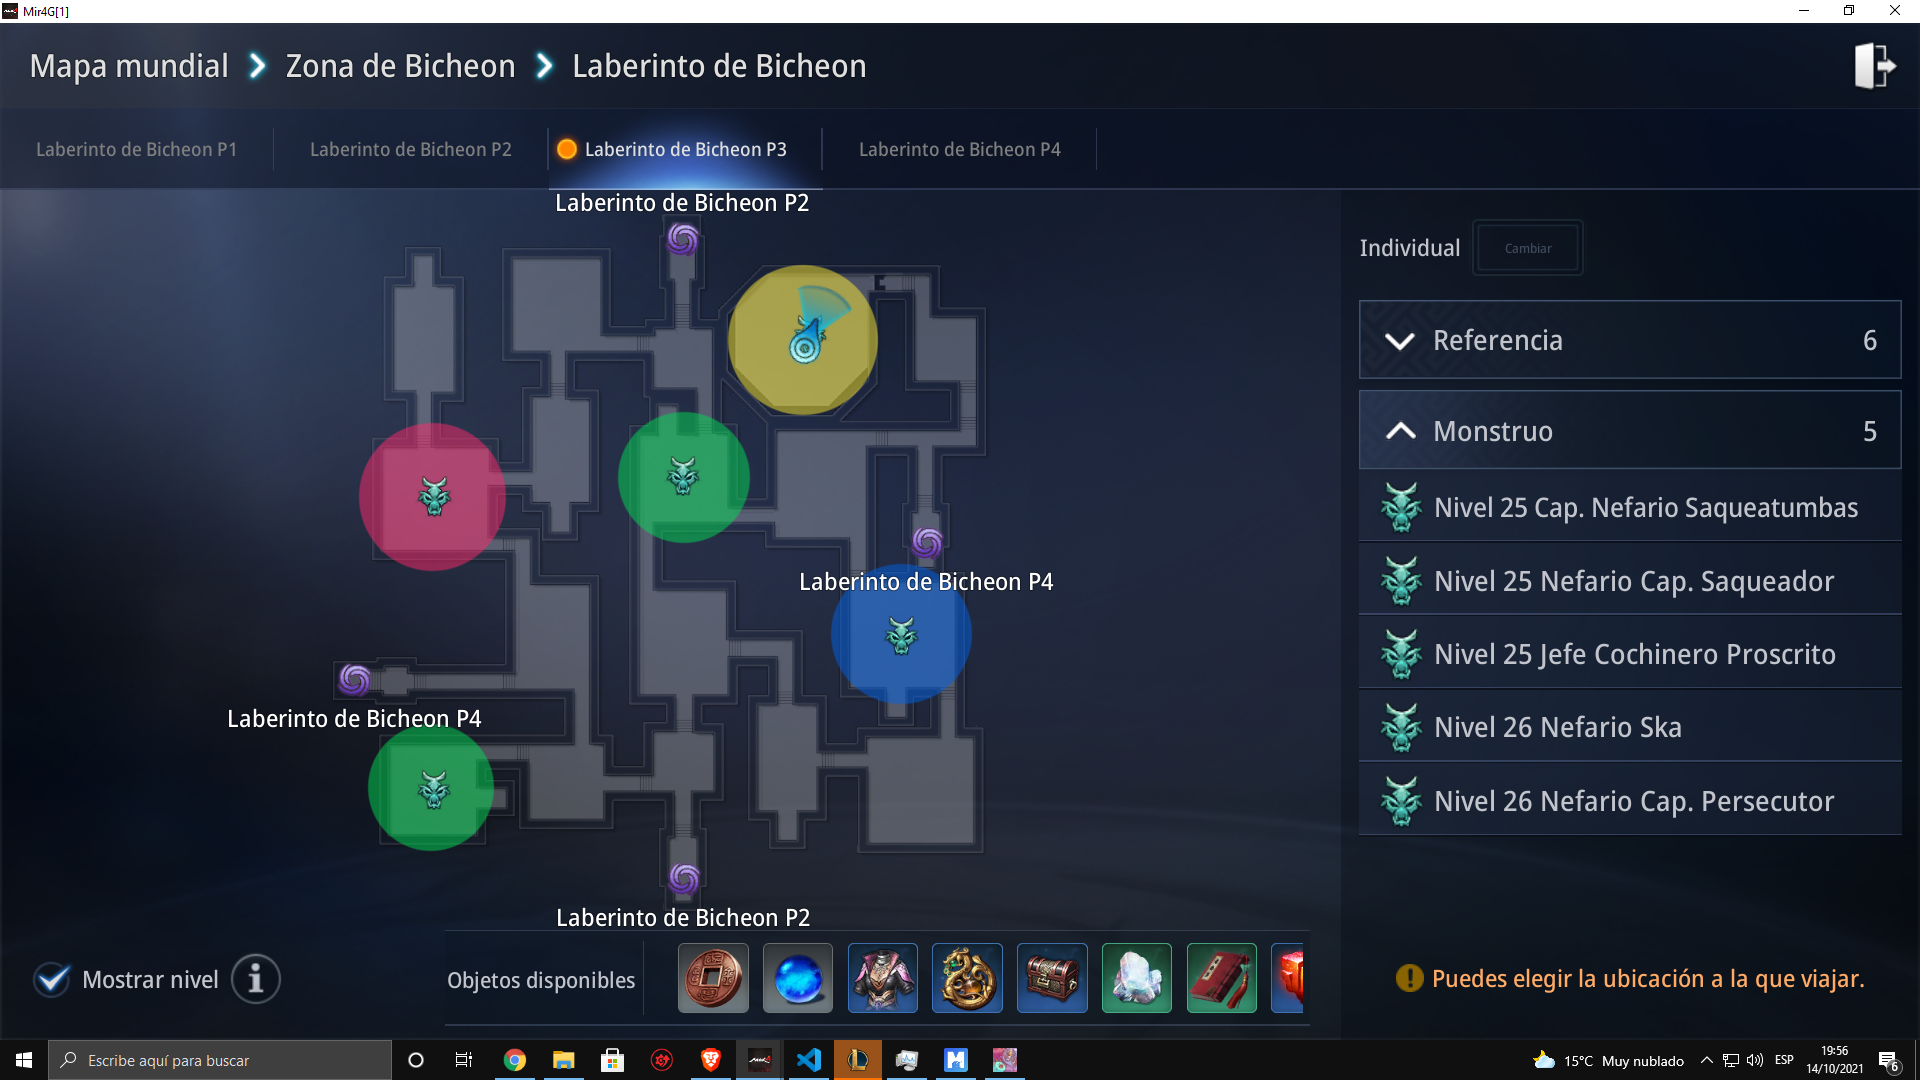 Mir4G[1]
Mapa mundial Zona de Bicheon Laberinto de Bicheon
Laberinto de Bicheon P1 Laberinto de Bicheon P2 Laberinto de Bicheon P3 Laberinto de Bicheon P4
Laberinto de Bicheon P2
Individual Cambiar
Referencia 6
Monstruo 5
Nivel 25 Cap. Nefario Saqueatumbas
Nivel 25 Nefario Cap. Saqueador
Nivel 25 Jefe Cochinero Proscrito
Nivel 26 Nefario Ska
Nivel 26 Nefario Cap. Persecutor
Laberinto de Bicheon P4
Laberinto de Bicheon P4
Laberinto de Bicheon P2
Mostrar nivel
Objetos disponibles
Puedes elegir la ubicación a la que viajar.
Escribe aquí para buscar
15°C Muy nublado
ESP
19:56
14/10/2021
6